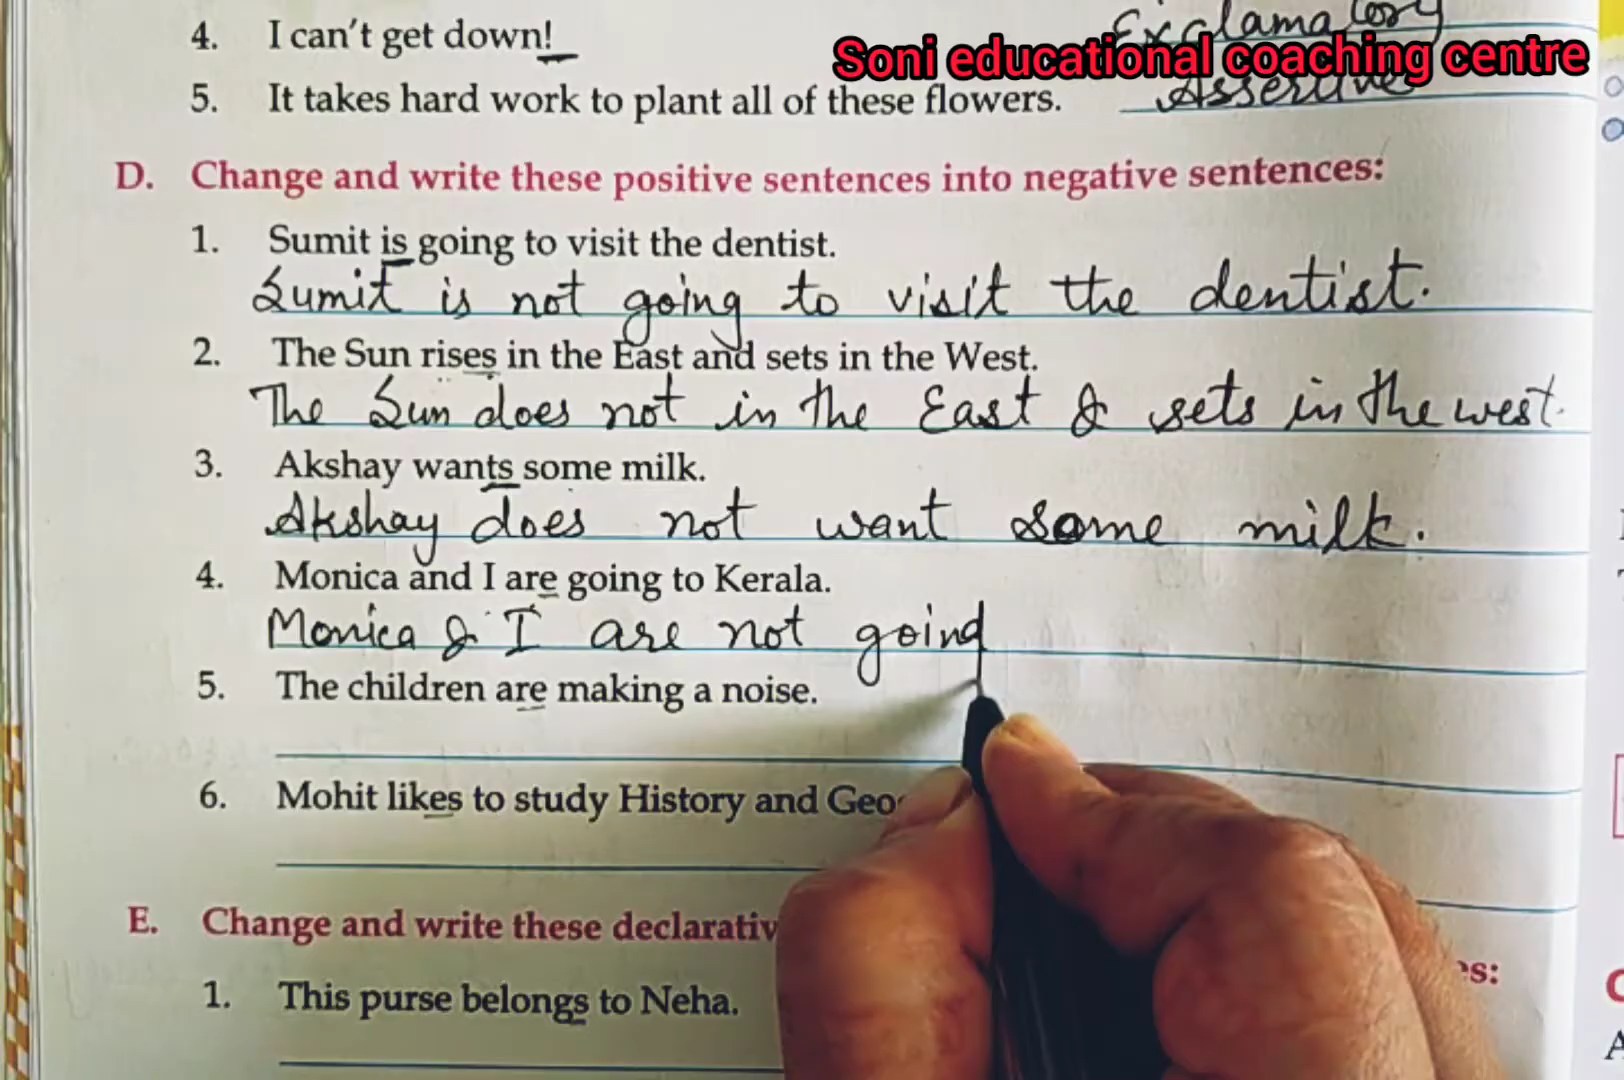 4. I can't get down! Exclamatory
Soni educational coaching centre
5. It takes hard work to plant all of these flowers. Assertive
D. Change and write these positive sentences into negative sentences:
1. Sumit is going to visit the dentist.
Sumit is not going to visit the dentist.
2. The Sun rises in the East and sets in the West.
The Sun does not in the East & sets in the west.
3. Akshay wants some milk.
Akshay does not want some milk.
4. Monica and I are going to Kerala.
Monica & I are not going
5. The children are making a noise.
6. Mohit likes to study History and Geo
E. Change and write these declarativ
es:
1. This purse belongs to Neha.